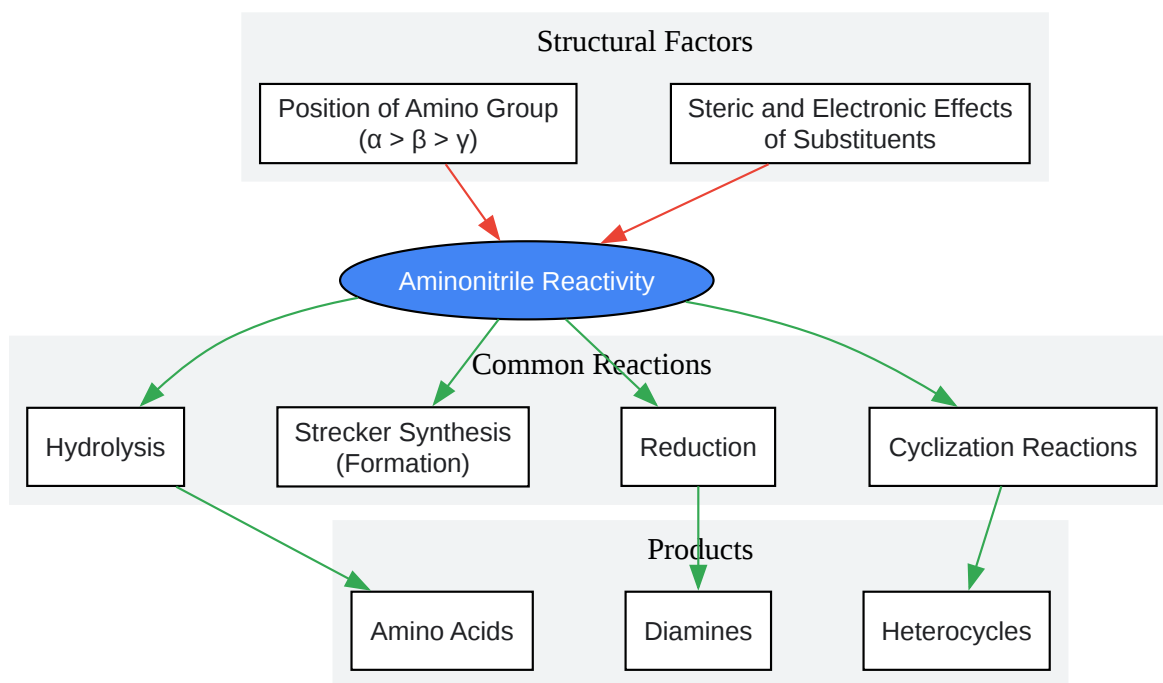 Structural Factors
Position of Amino Group
(α > β > γ)
Steric and Electronic Effects
of Substituents
Aminonitrile Reactivity
Common Reactions
Hydrolysis
Strecker Synthesis
(Formation)
Reduction
Cyclization Reactions
Products
Amino Acids
Diamines
Heterocycles